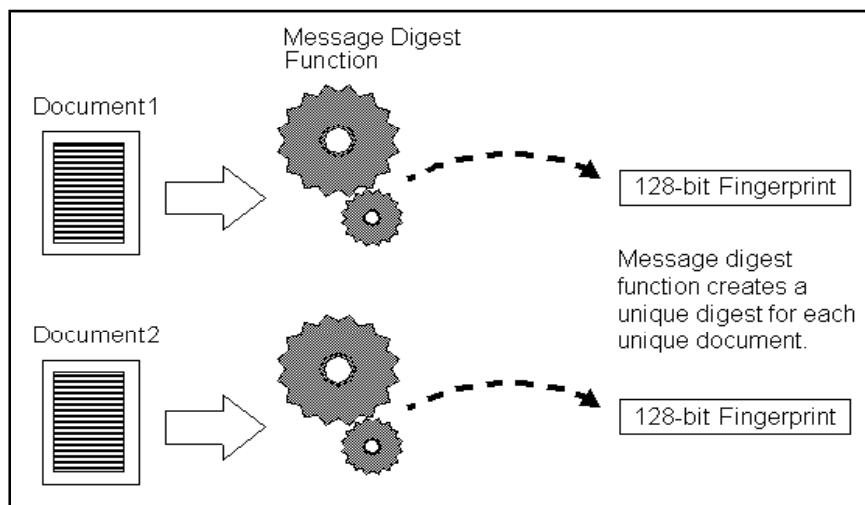 Message Digest
Function
Document1
128-bit Fingerprint
Message digest
function creates a
unique digest for each
unique document.
Document2
128-bit Fingerprint